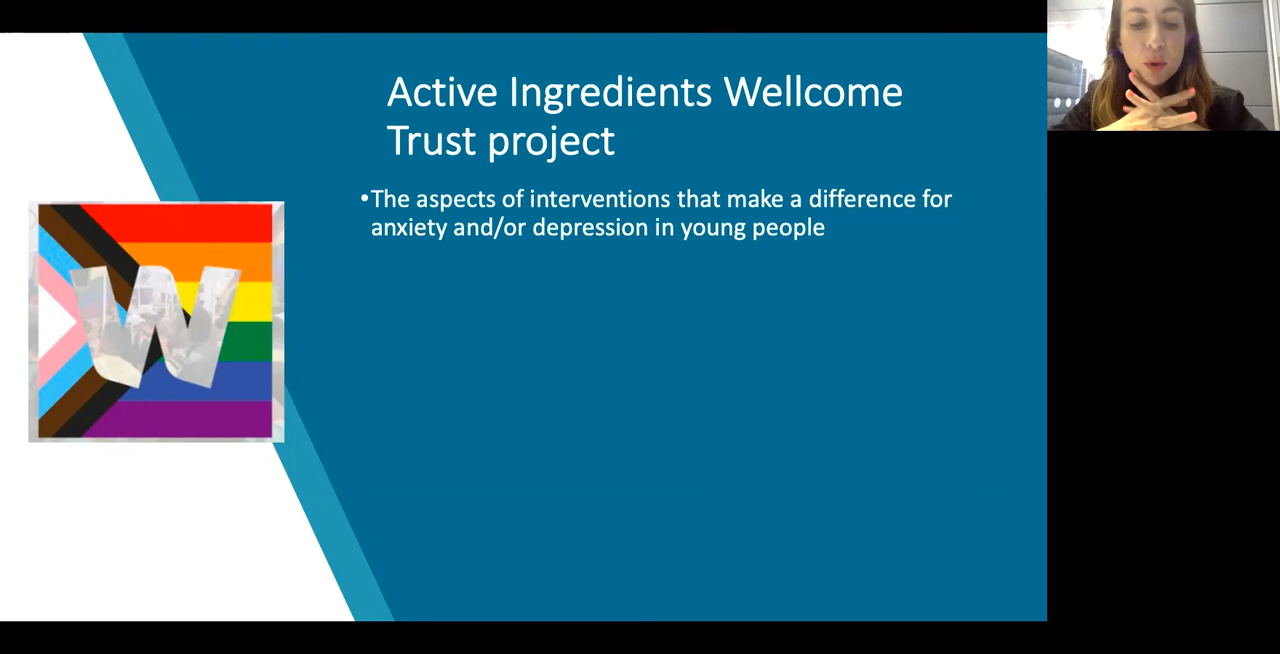 Active Ingredients Wellcome
Trust project
•The aspects of interventions that make a difference for
anxiety and/or depression in young people
W